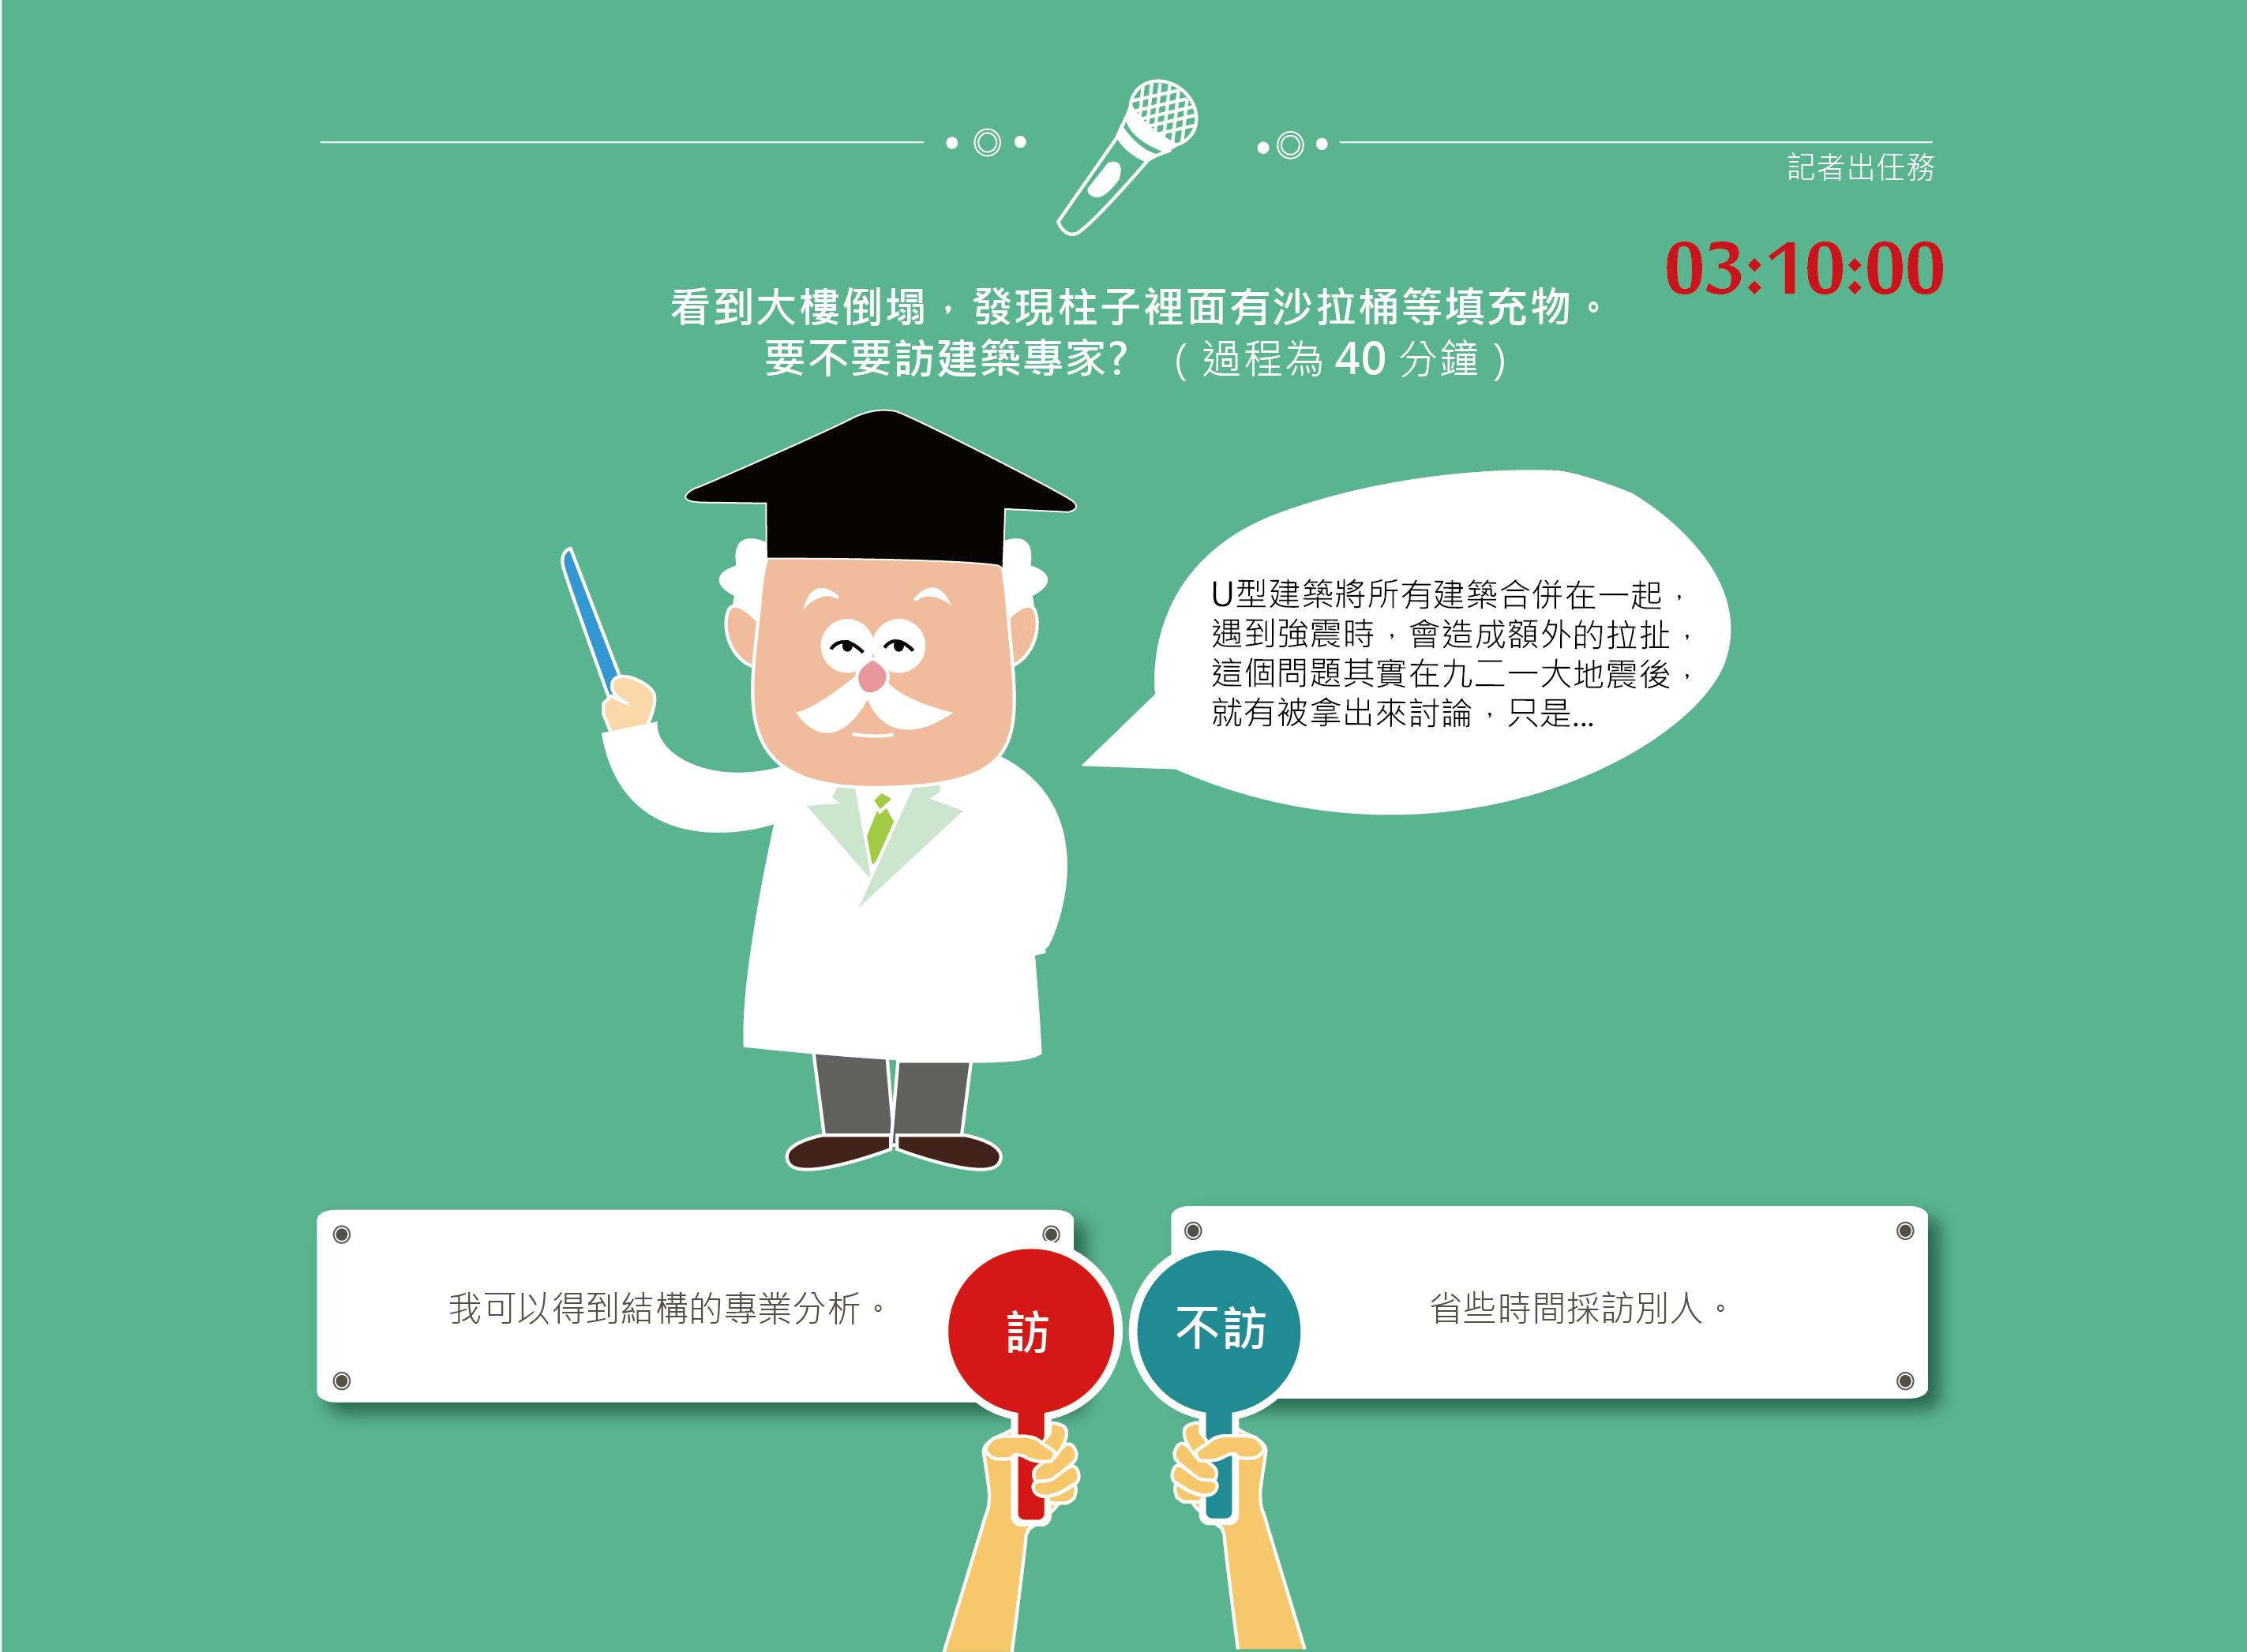 記者出任務
03:10:00
看到大樓倒塌，發現柱子裡面有沙拉桶等填充物。
要不要訪建築專家?（過程為 40 分鐘）
U型建築將所有建築合併在一起，
遇到強震時，會造成額外的拉扯，
這個問題其實在九二一大地震後，
就有被拿出來討論，只是...
我可以得到結構的專業分析。
訪
不訪
省些時間採訪別人。